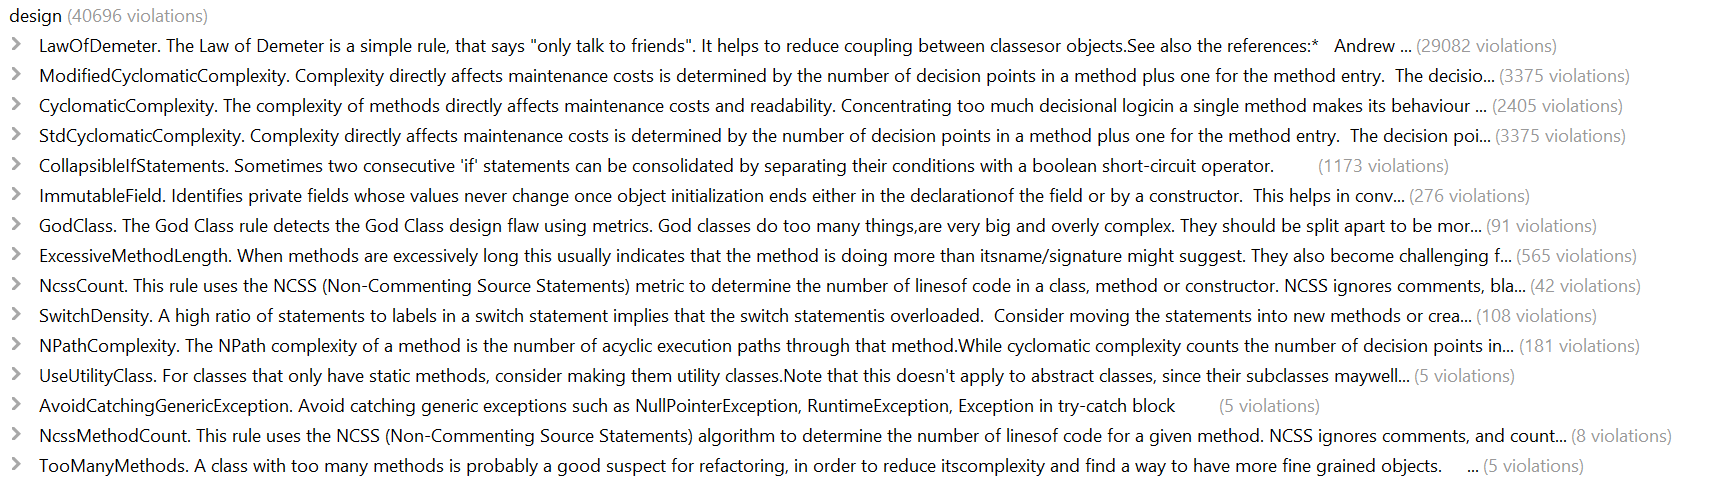 design (40696 violations)
LawOfDemeter. The Law of Demeter is a simple rule, that says "only talk to friends". It helps to reduce coupling between classesor objects.See also the references:* Andrew ... (29082 violations)
ModifiedCyclomaticComplexity. Complexity directly affects maintenance costs is determined by the number of decision points in a method plus one for the method entry. The decisio... (3375 violations)
CyclomaticComplexity. The complexity of methods directly affects maintenance costs and readability. Concentrating too much decisional logicin a single method makes its behaviour ... (2405 violations)
StdCyclomaticComplexity. Complexity directly affects maintenance costs is determined by the number of decision points in a method plus one for the method entry. The decision poi... (3375 violations)
CollapsibleIfStatements. Sometimes two consecutive 'if' statements can be consolidated by separating their conditions with a boolean short-circuit operator. (1173 violations)
ImmutableField. Identifies private fields whose values never change once object initialization ends either in the declarationof the field or by a constructor. This helps in conv... (276 violations)
GodClass. The God Class rule detects the God Class design flaw using metrics. God classes do too many things,are very big and overly complex. They should be split apart to be mor... (91 violations)
ExcessiveMethodLength. When methods are excessively long this usually indicates that the method is doing more than itsname/signature might suggest. They also become challenging f... (565 violations)
NcssCount. This rule uses the NCSS (Non-Commenting Source Statements) metric to determine the number of linesof code in a class, method or constructor. NCSS ignores comments, bla... (42 violations)
SwitchDensity. A high ratio of statements to labels in a switch statement implies that the switch statementis overloaded. Consider moving the statements into new methods or crea... (108 violations)
NPathComplexity. The NPath complexity of a method is the number of acyclic execution paths through that method.While cyclomatic complexity counts the number of decision points in... (181 violations)
UseUtilityClass. For classes that only have static methods, consider making them utility classes.Note that this doesn't apply to abstract classes, since their subclasses maywell... (5 violations)
AvoidCatchingGenericException. Avoid catching generic exceptions such as NullPointerException, RuntimeException, Exception in try-catch block (5 violations)
NcssMethodCount. This rule uses the NCSS (Non-Commenting Source Statements) algorithm to determine the number of linesof code for a given method. NCSS ignores comments, and count... (8 violations)
TooManyMethods. A class with too many methods is probably a good suspect for refactoring, in order to reduce itscomplexity and find a way to have more fine grained objects. ... (5 violations)